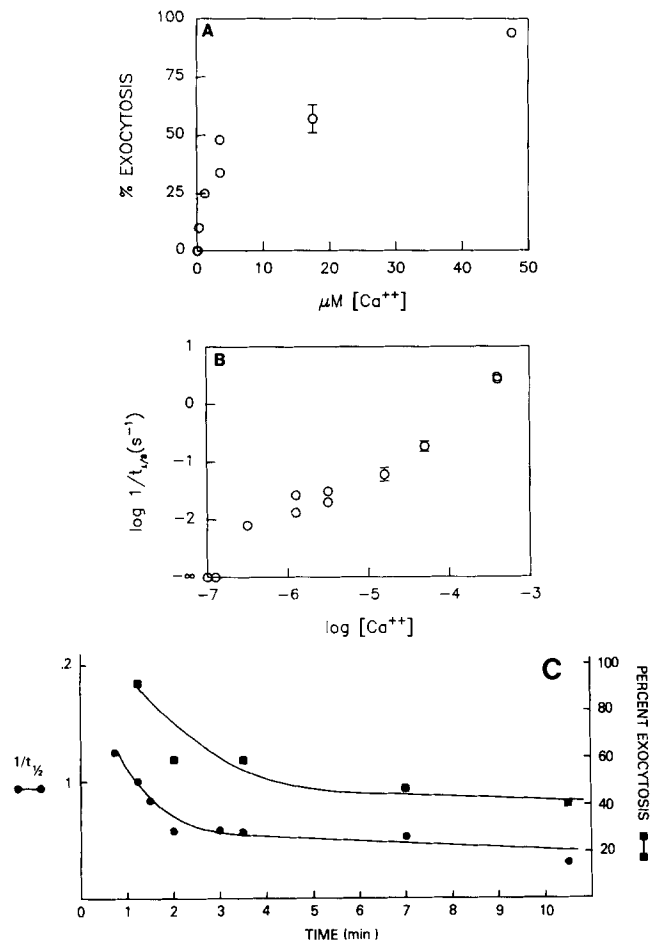 A
100
75
50
25
0
% EXOCYTOSIS
0 10 20 30 40 50
μM [Ca++]
B
1
0
−1
−2
−∞
log 1/t1/2(s−1)
−7 −6 −5 −4 −3
log [Ca++]
C
.2
1
1/t1/2
100
80
60
40
20
PERCENT EXOCYTOSIS
0 1 2 3 4 5 6 7 8 9 10
TIME (min)